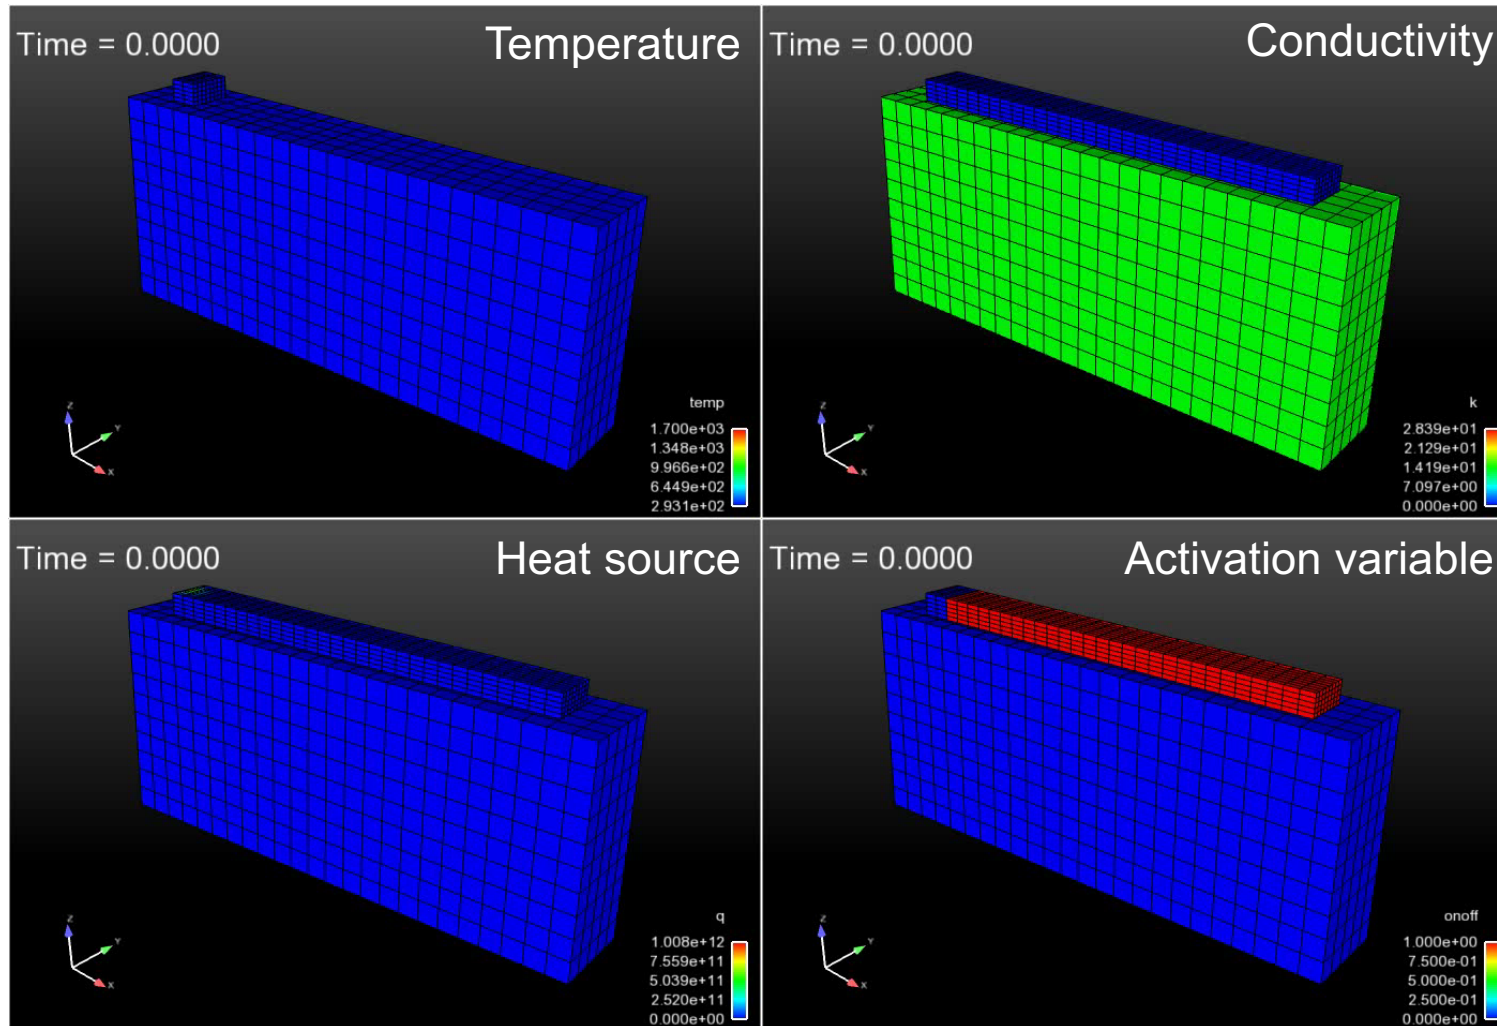 Time = 0.0000
Temperature
Z
Y
X
temp
1.700e+03
1.348e+03
9.966e+02
6.449e+02
2.931e+02
Time = 0.0000
Conductivity
Z
Y
X
k
2.839e+01
2.129e+01
1.419e+01
7.097e+00
0.000e+00
Time = 0.0000
Heat source
Z
Y
X
q
1.008e+12
7.559e+11
5.039e+11
2.520e+11
0.000e+00
Time = 0.0000
Activation variable
Z
Y
X
onoff
1.000e+00
7.500e-01
5.000e-01
2.500e-01
0.000e+00